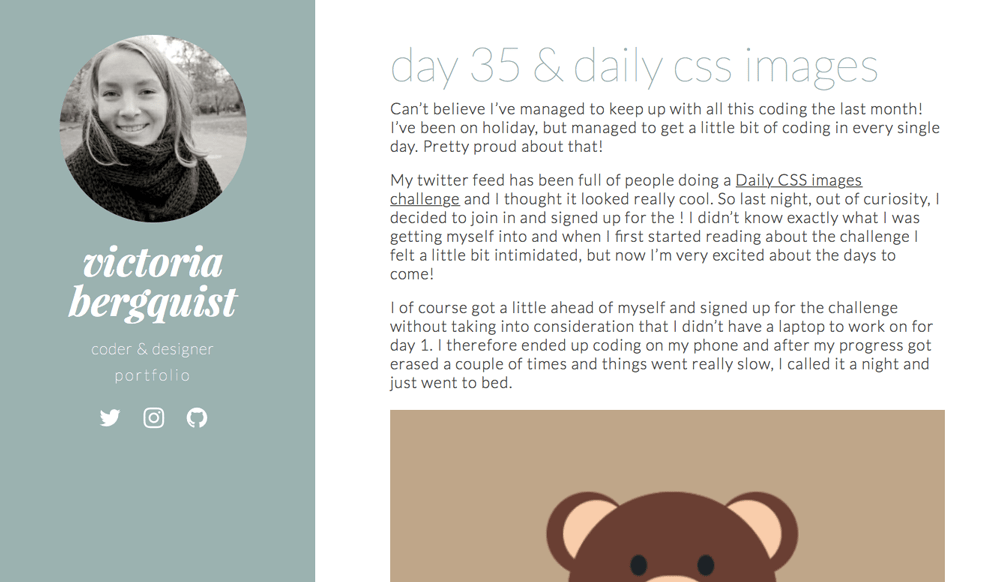 victoria
bergquist
coder & designer
portfolio
day 35 & daily css images
Can’t believe I’ve managed to keep up with all this coding the last month!
I’ve been on holiday, but managed to get a little bit of coding in every single
day. Pretty proud about that!
My twitter feed has been full of people doing a Daily CSS images
challenge and I thought it looked really cool. So last night, out of curiosity, I
decided to join in and signed up for the ! I didn’t know exactly what I was
getting myself into and when I first started reading about the challenge I
felt a little bit intimidated, but now I’m very excited about the days to
come!
I of course got a little ahead of myself and signed up for the challenge
without taking into consideration that I didn’t have a laptop to work on for
day 1. I therefore ended up coding on my phone and after my progress got
erased a couple of times and things went really slow, I called it a night and
just went to bed.